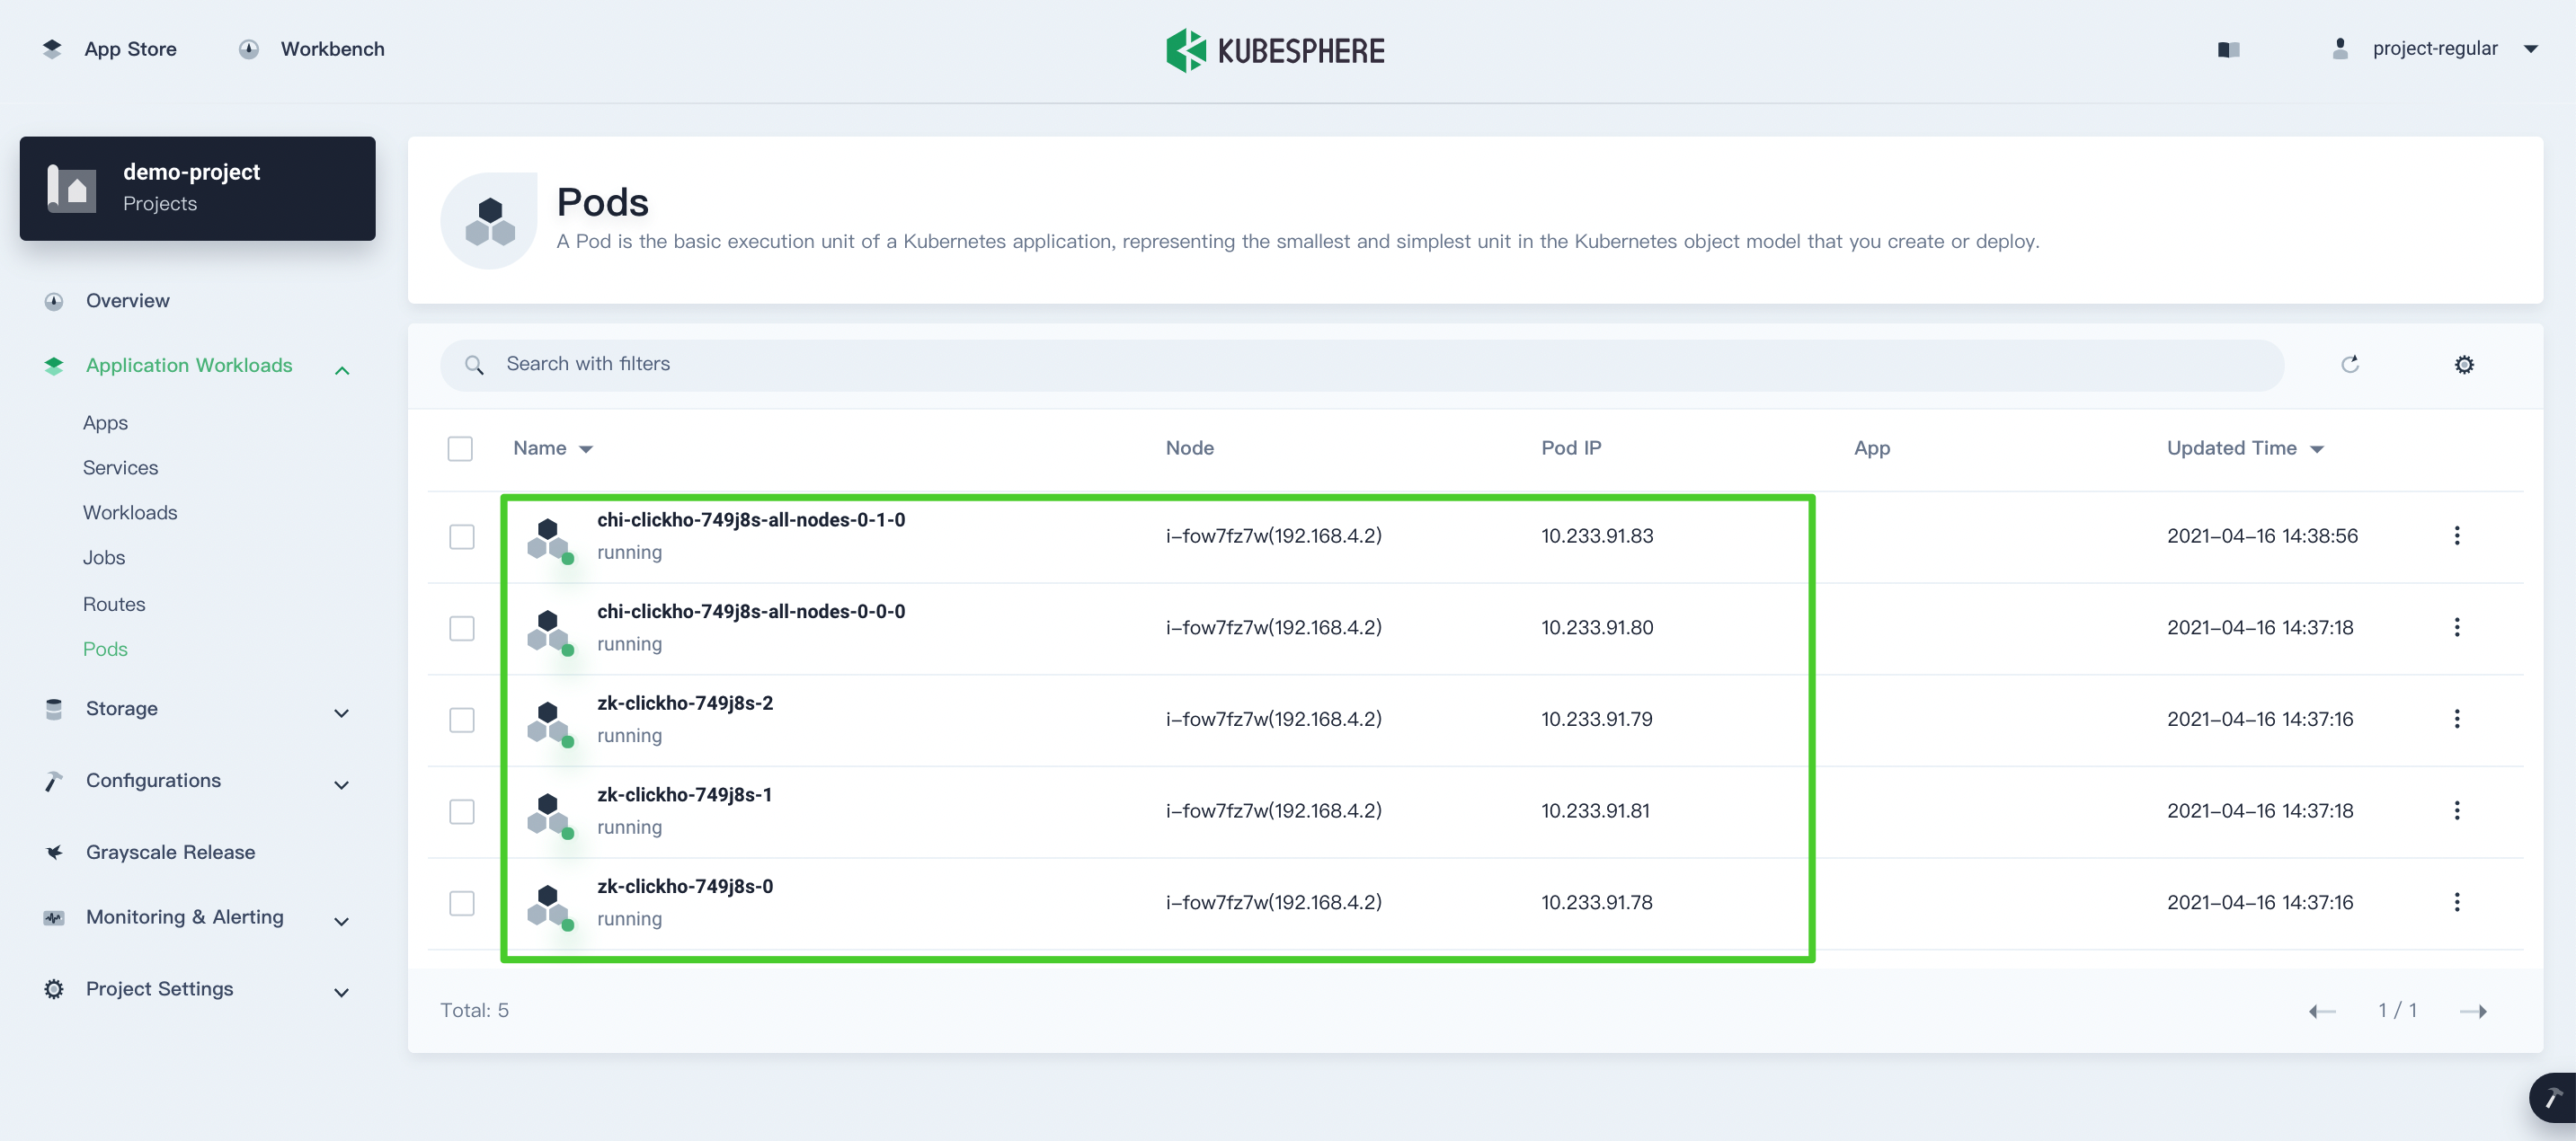 App Store
Workbench
KUBESPHERE
project-regular
demo-project
Projects
Overview
Application Workloads
Apps
Services
Workloads
Jobs
Routes
Pods
Storage
Configurations
Grayscale Release
Monitoring & Alerting
Project Settings
Pods
A Pod is the basic execution unit of a Kubernetes application, representing the smallest and simplest unit in the Kubernetes object model that you create or deploy.
Search with filters
Name Node Pod IP App Updated Time
chi-clickho-749j8s-all-nodes-0-1-0
running
i-fow7fz7w(192.168.4.2) 10.233.91.83 2021-04-16 14:38:56
chi-clickho-749j8s-all-nodes-0-0-0
running
i-fow7fz7w(192.168.4.2) 10.233.91.80 2021-04-16 14:37:18
zk-clickho-749j8s-2
running
i-fow7fz7w(192.168.4.2) 10.233.91.79 2021-04-16 14:37:16
zk-clickho-749j8s-1
running
i-fow7fz7w(192.168.4.2) 10.233.91.81 2021-04-16 14:37:18
zk-clickho-749j8s-0
running
i-fow7fz7w(192.168.4.2) 10.233.91.78 2021-04-16 14:37:16
Total: 5
1 / 1